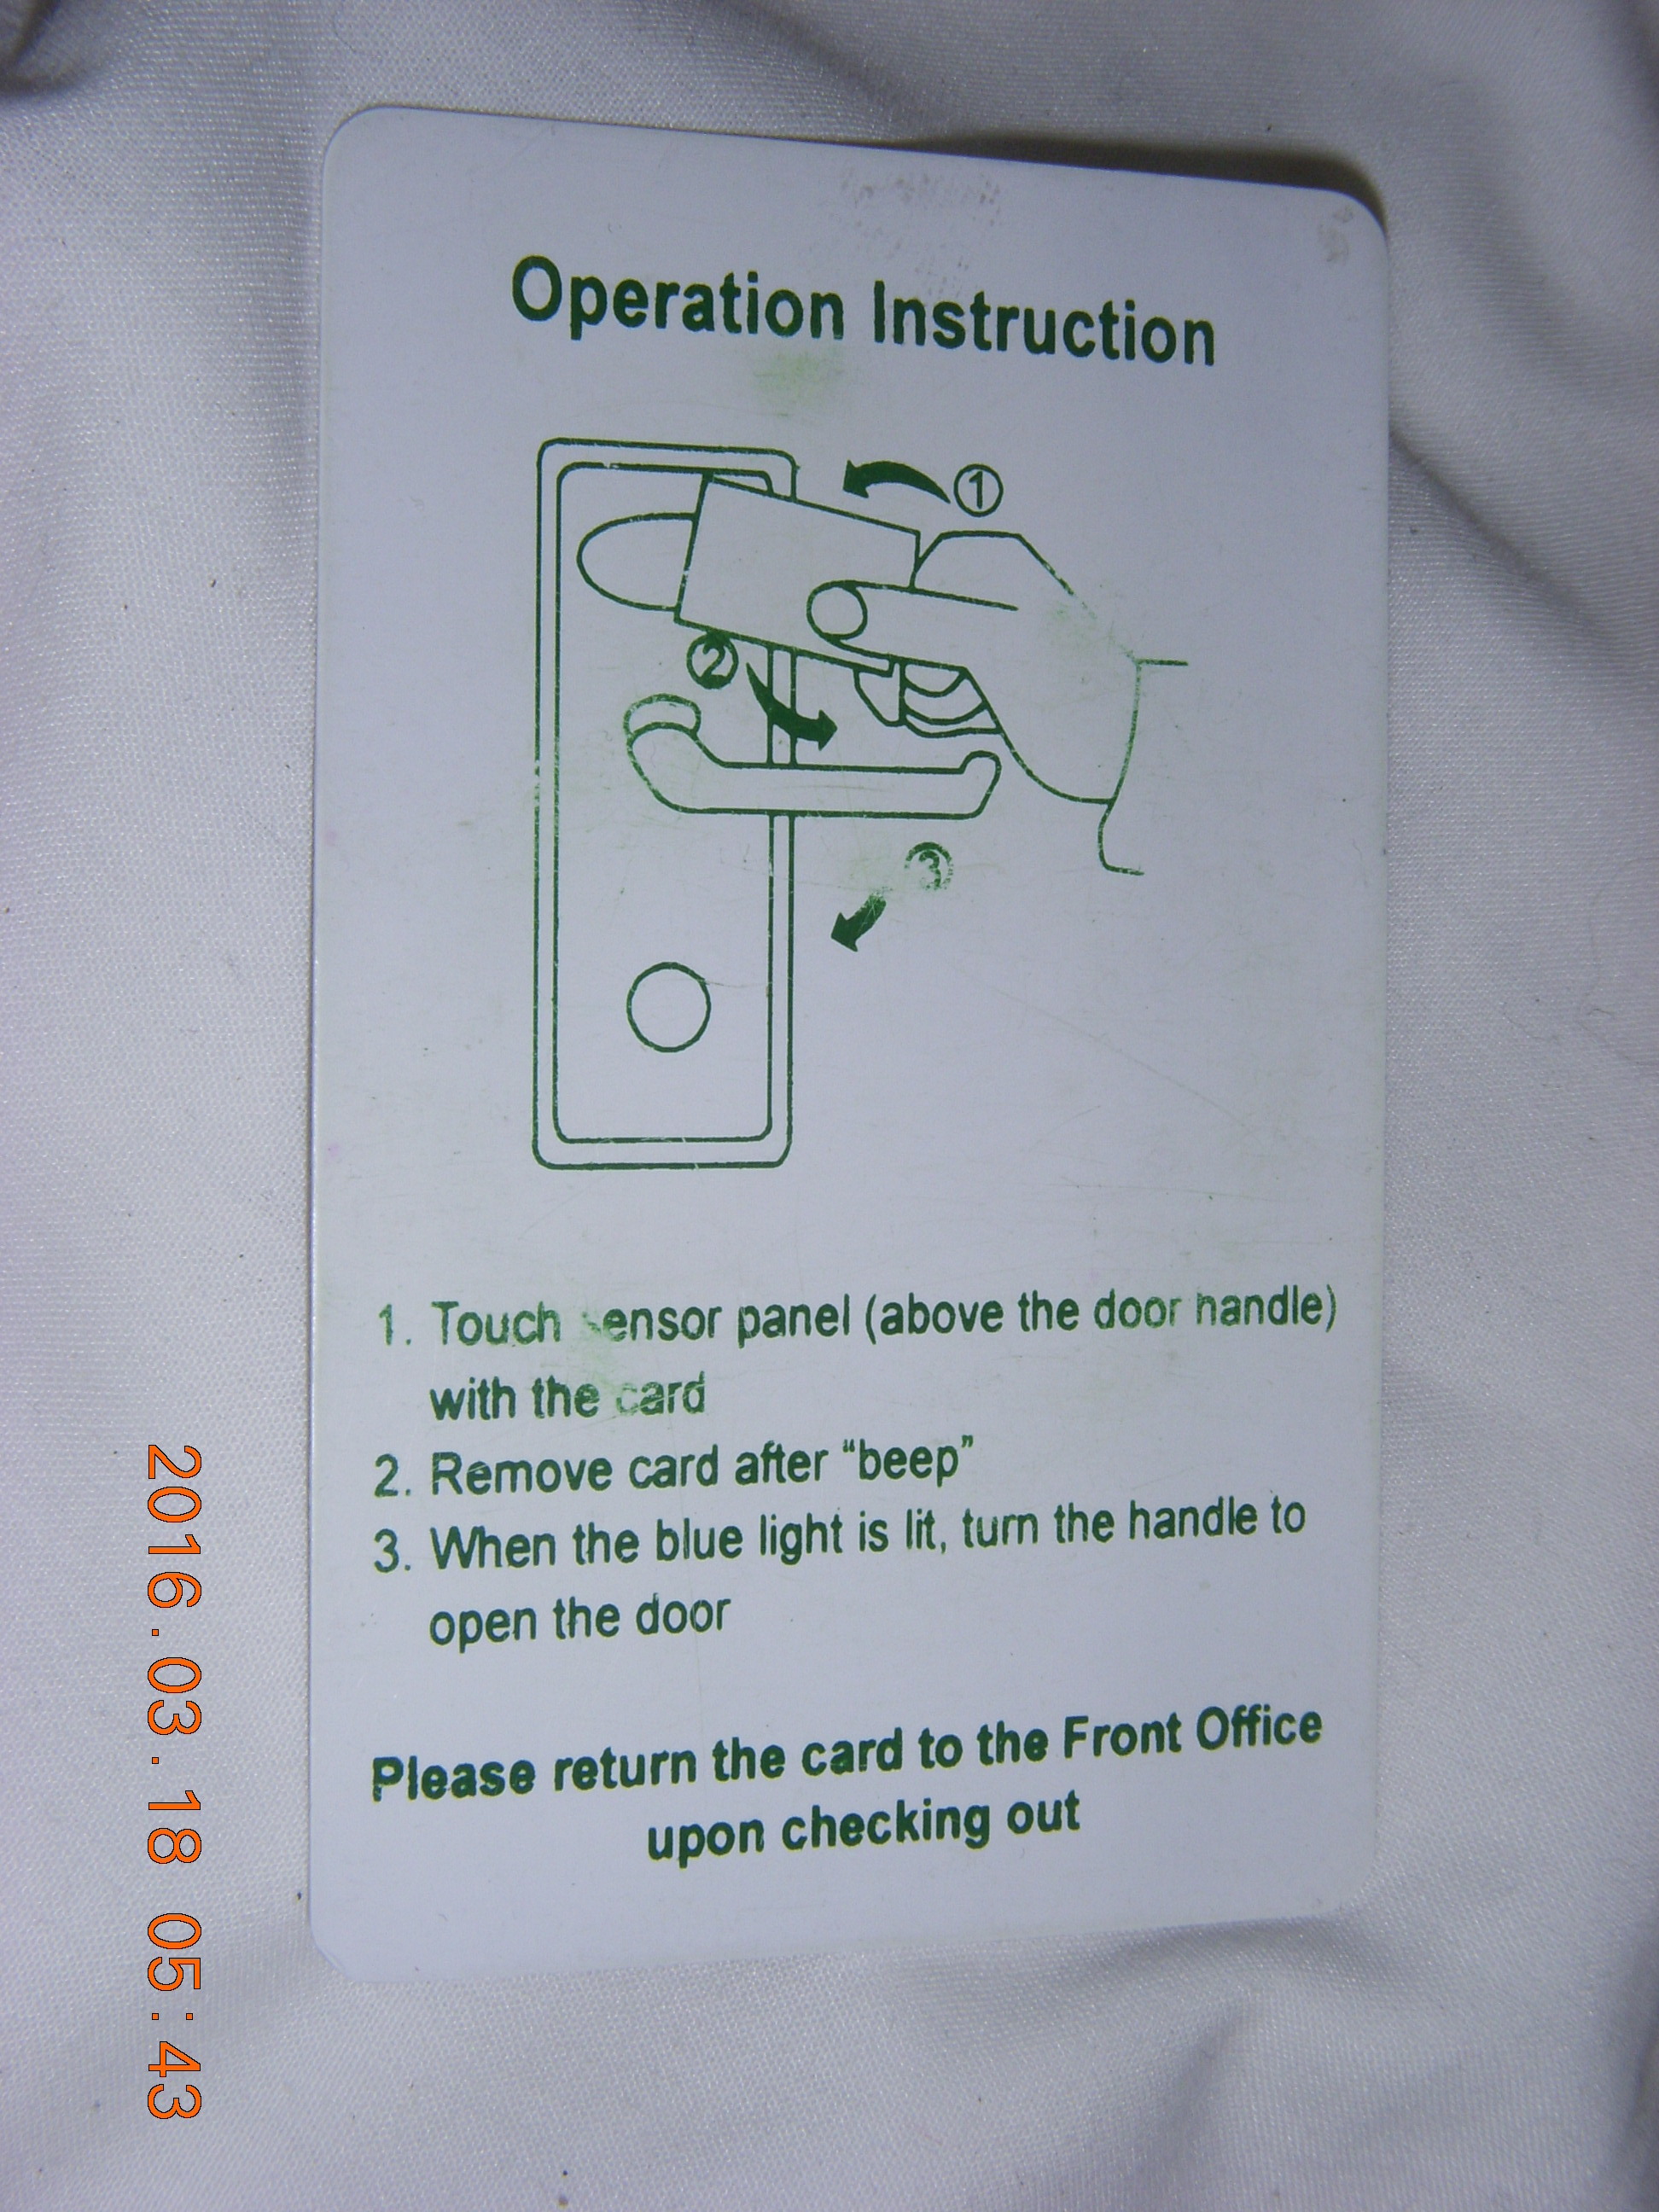 Operation Instruction
1
2
3
1. Touch sensor panel (above the door handle)
with the card
2. Remove card after “beep”
3. When the blue light is lit, turn the handle to
open the door
Please return the card to the Front Office
upon checking out
2016.03.18 05:43